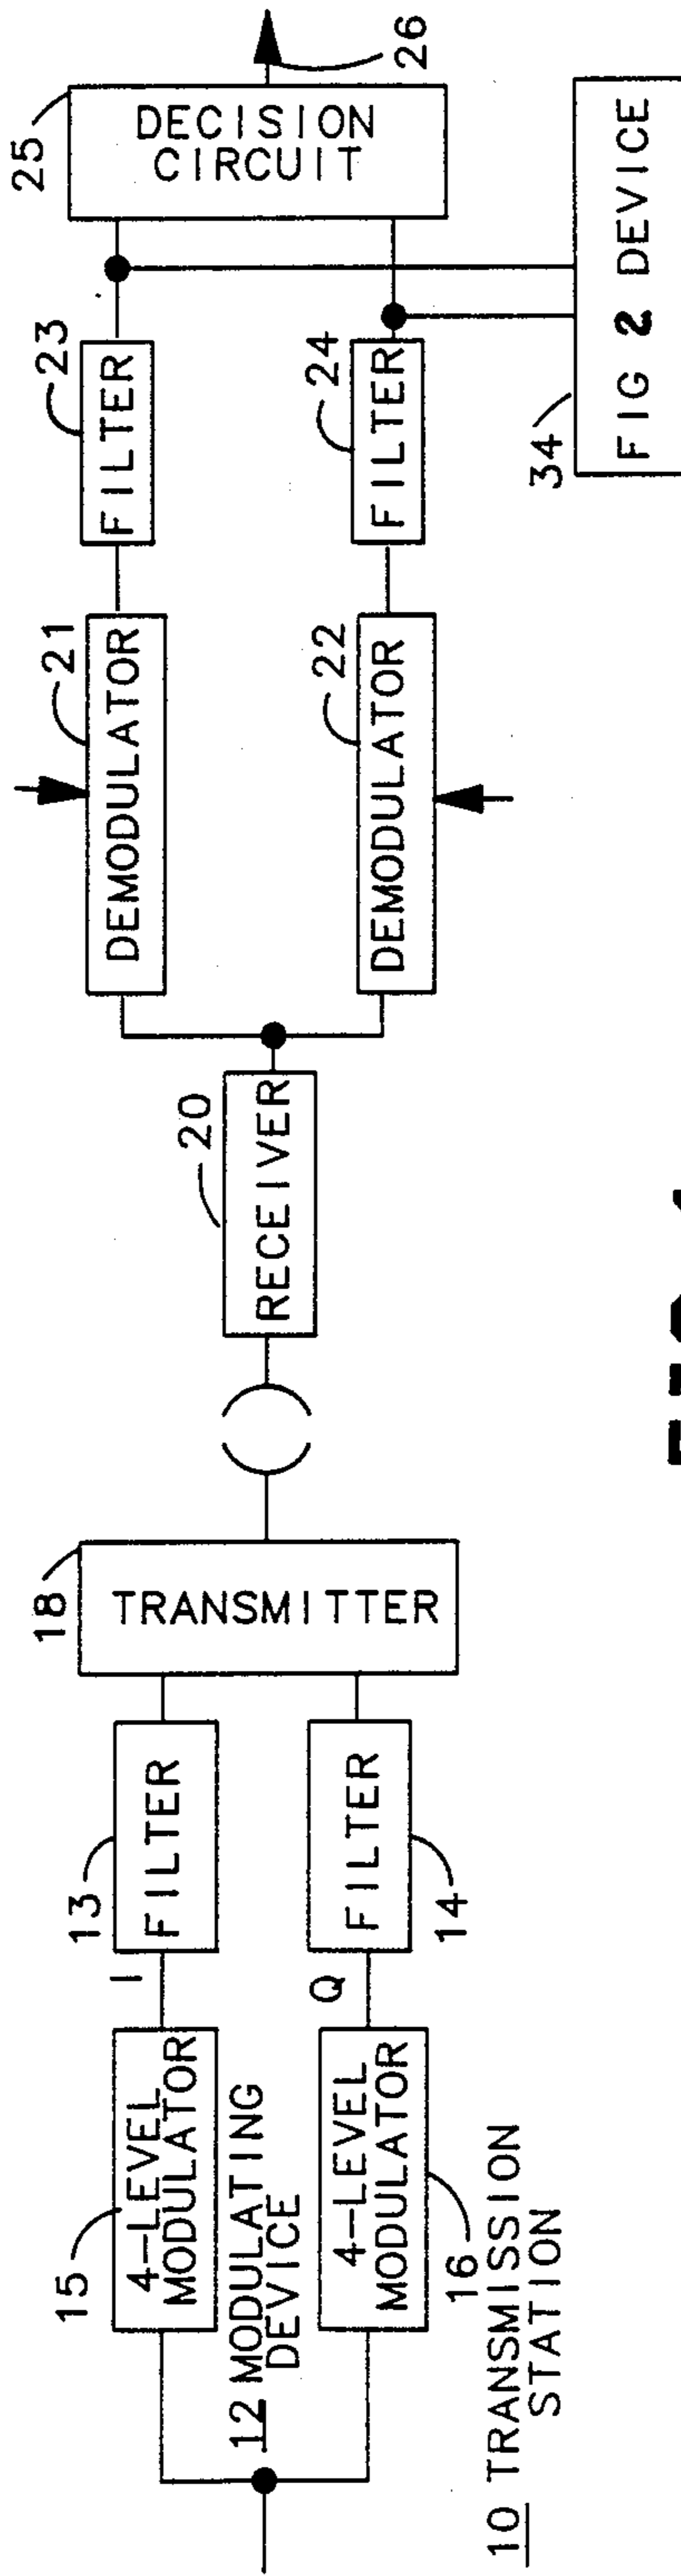 15
4-LEVEL
MODULATOR
I
13
FILTER
18
TRANSMITTER
20
RECEIVER
21
DEMODULATOR
23
FILTER
25
DECISION
CIRCUIT
26
12 MODULATING
DEVICE
4-LEVEL
MODULATOR
16
Q
FILTER
14
22
DEMODULATOR
24
FILTER
34
FIG 2 DEVICE
10 TRANSMISSION
STATION